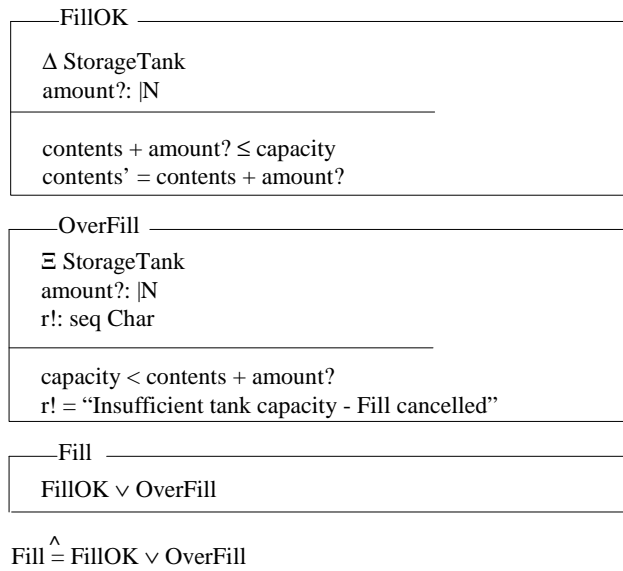 FillOK
Δ StorageTank
amount?: |N
contents + amount? ≤ capacity
contents’ = contents + amount?
OverFill
Ξ StorageTank
amount?: |N
r!: seq Char
capacity < contents + amount?
r! = “Insufficient tank capacity - Fill cancelled”
Fill
FillOK ∨ OverFill
Fill ≙ FillOK ∨ OverFill